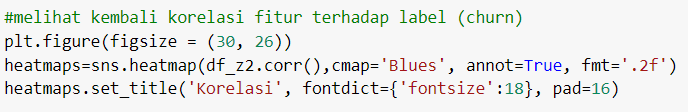 #melihat kembali korelasi fitur terhadap label (churn)
plt.figure(figsize = (30, 26))
heatmaps=sns.heatmap(df_z2.corr(),cmap='Blues', annot=True, fmt='.2f')
heatmaps.set_title('Korelasi', fontdict={'fontsize':18}, pad=16)